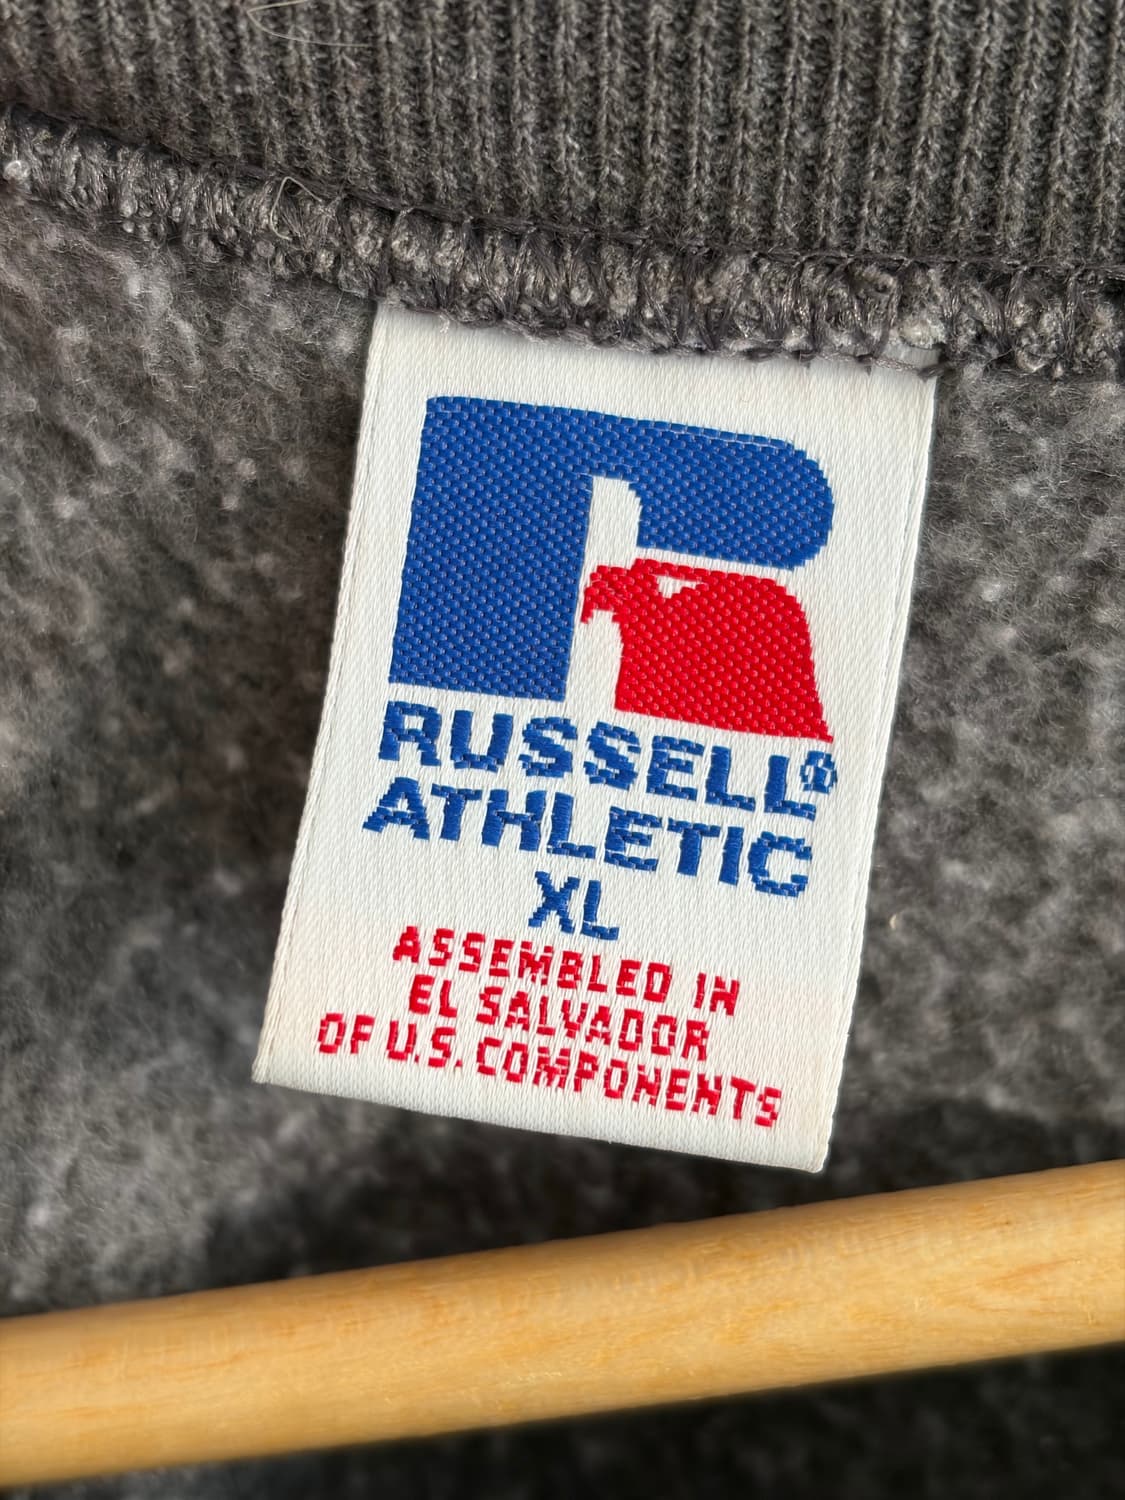 RUSSELL®
ATHLETIC
XL
ASSEMBLED IN
EL SALVADOR
OF U.S. COMPONENTS